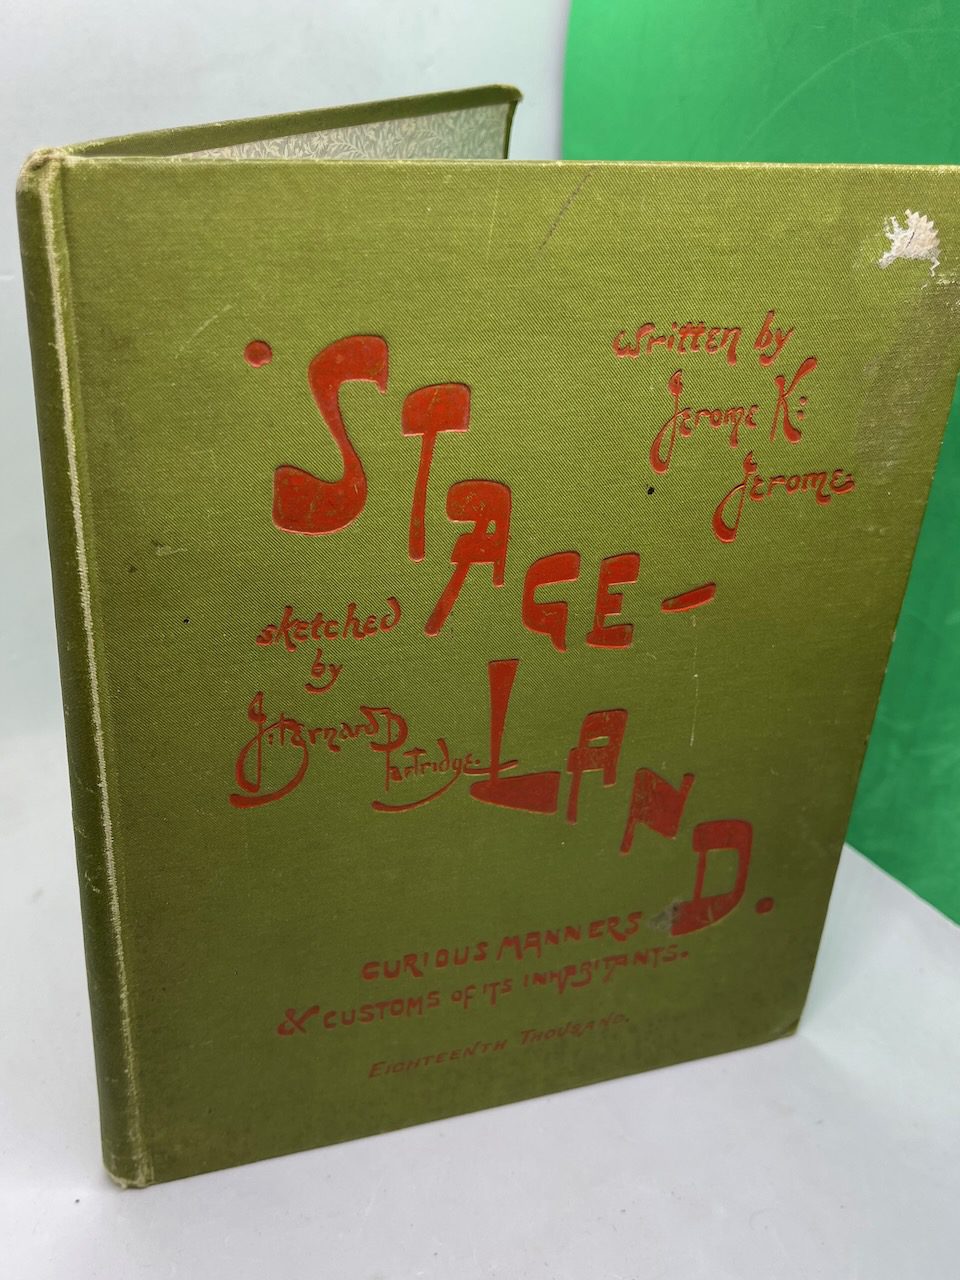 written by
Jerome K:
Jerome:
·STAGE-
LAND.
sketched
by
J. Bernard
Partridge.
CURIOUS MANNERS
& CUSTOMS OF ITS INHABITANTS.
EIGHTEENTH THOUSAND.